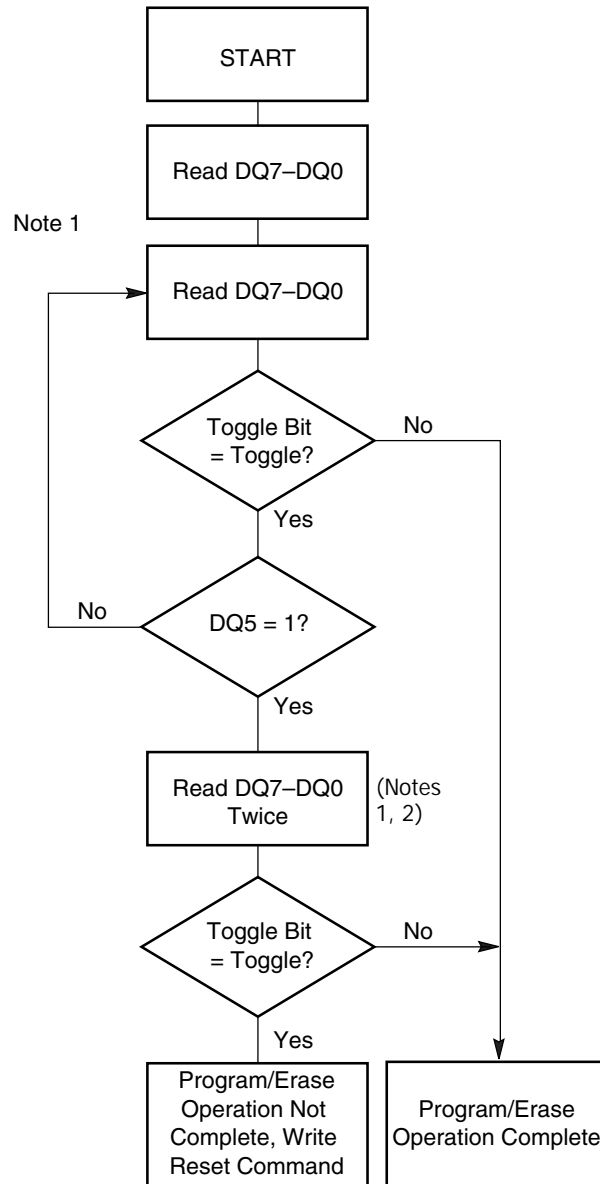 START
Read DQ7–DQ0
Note 1
Read DQ7–DQ0
Toggle Bit
= Toggle?
No
Yes
No
DQ5 = 1?
Yes
Read DQ7–DQ0
Twice
(Notes
1, 2)
Toggle Bit
= Toggle?
No
Yes
Program/Erase
Operation Not
Complete, Write
Reset Command
Program/Erase
Operation Complete